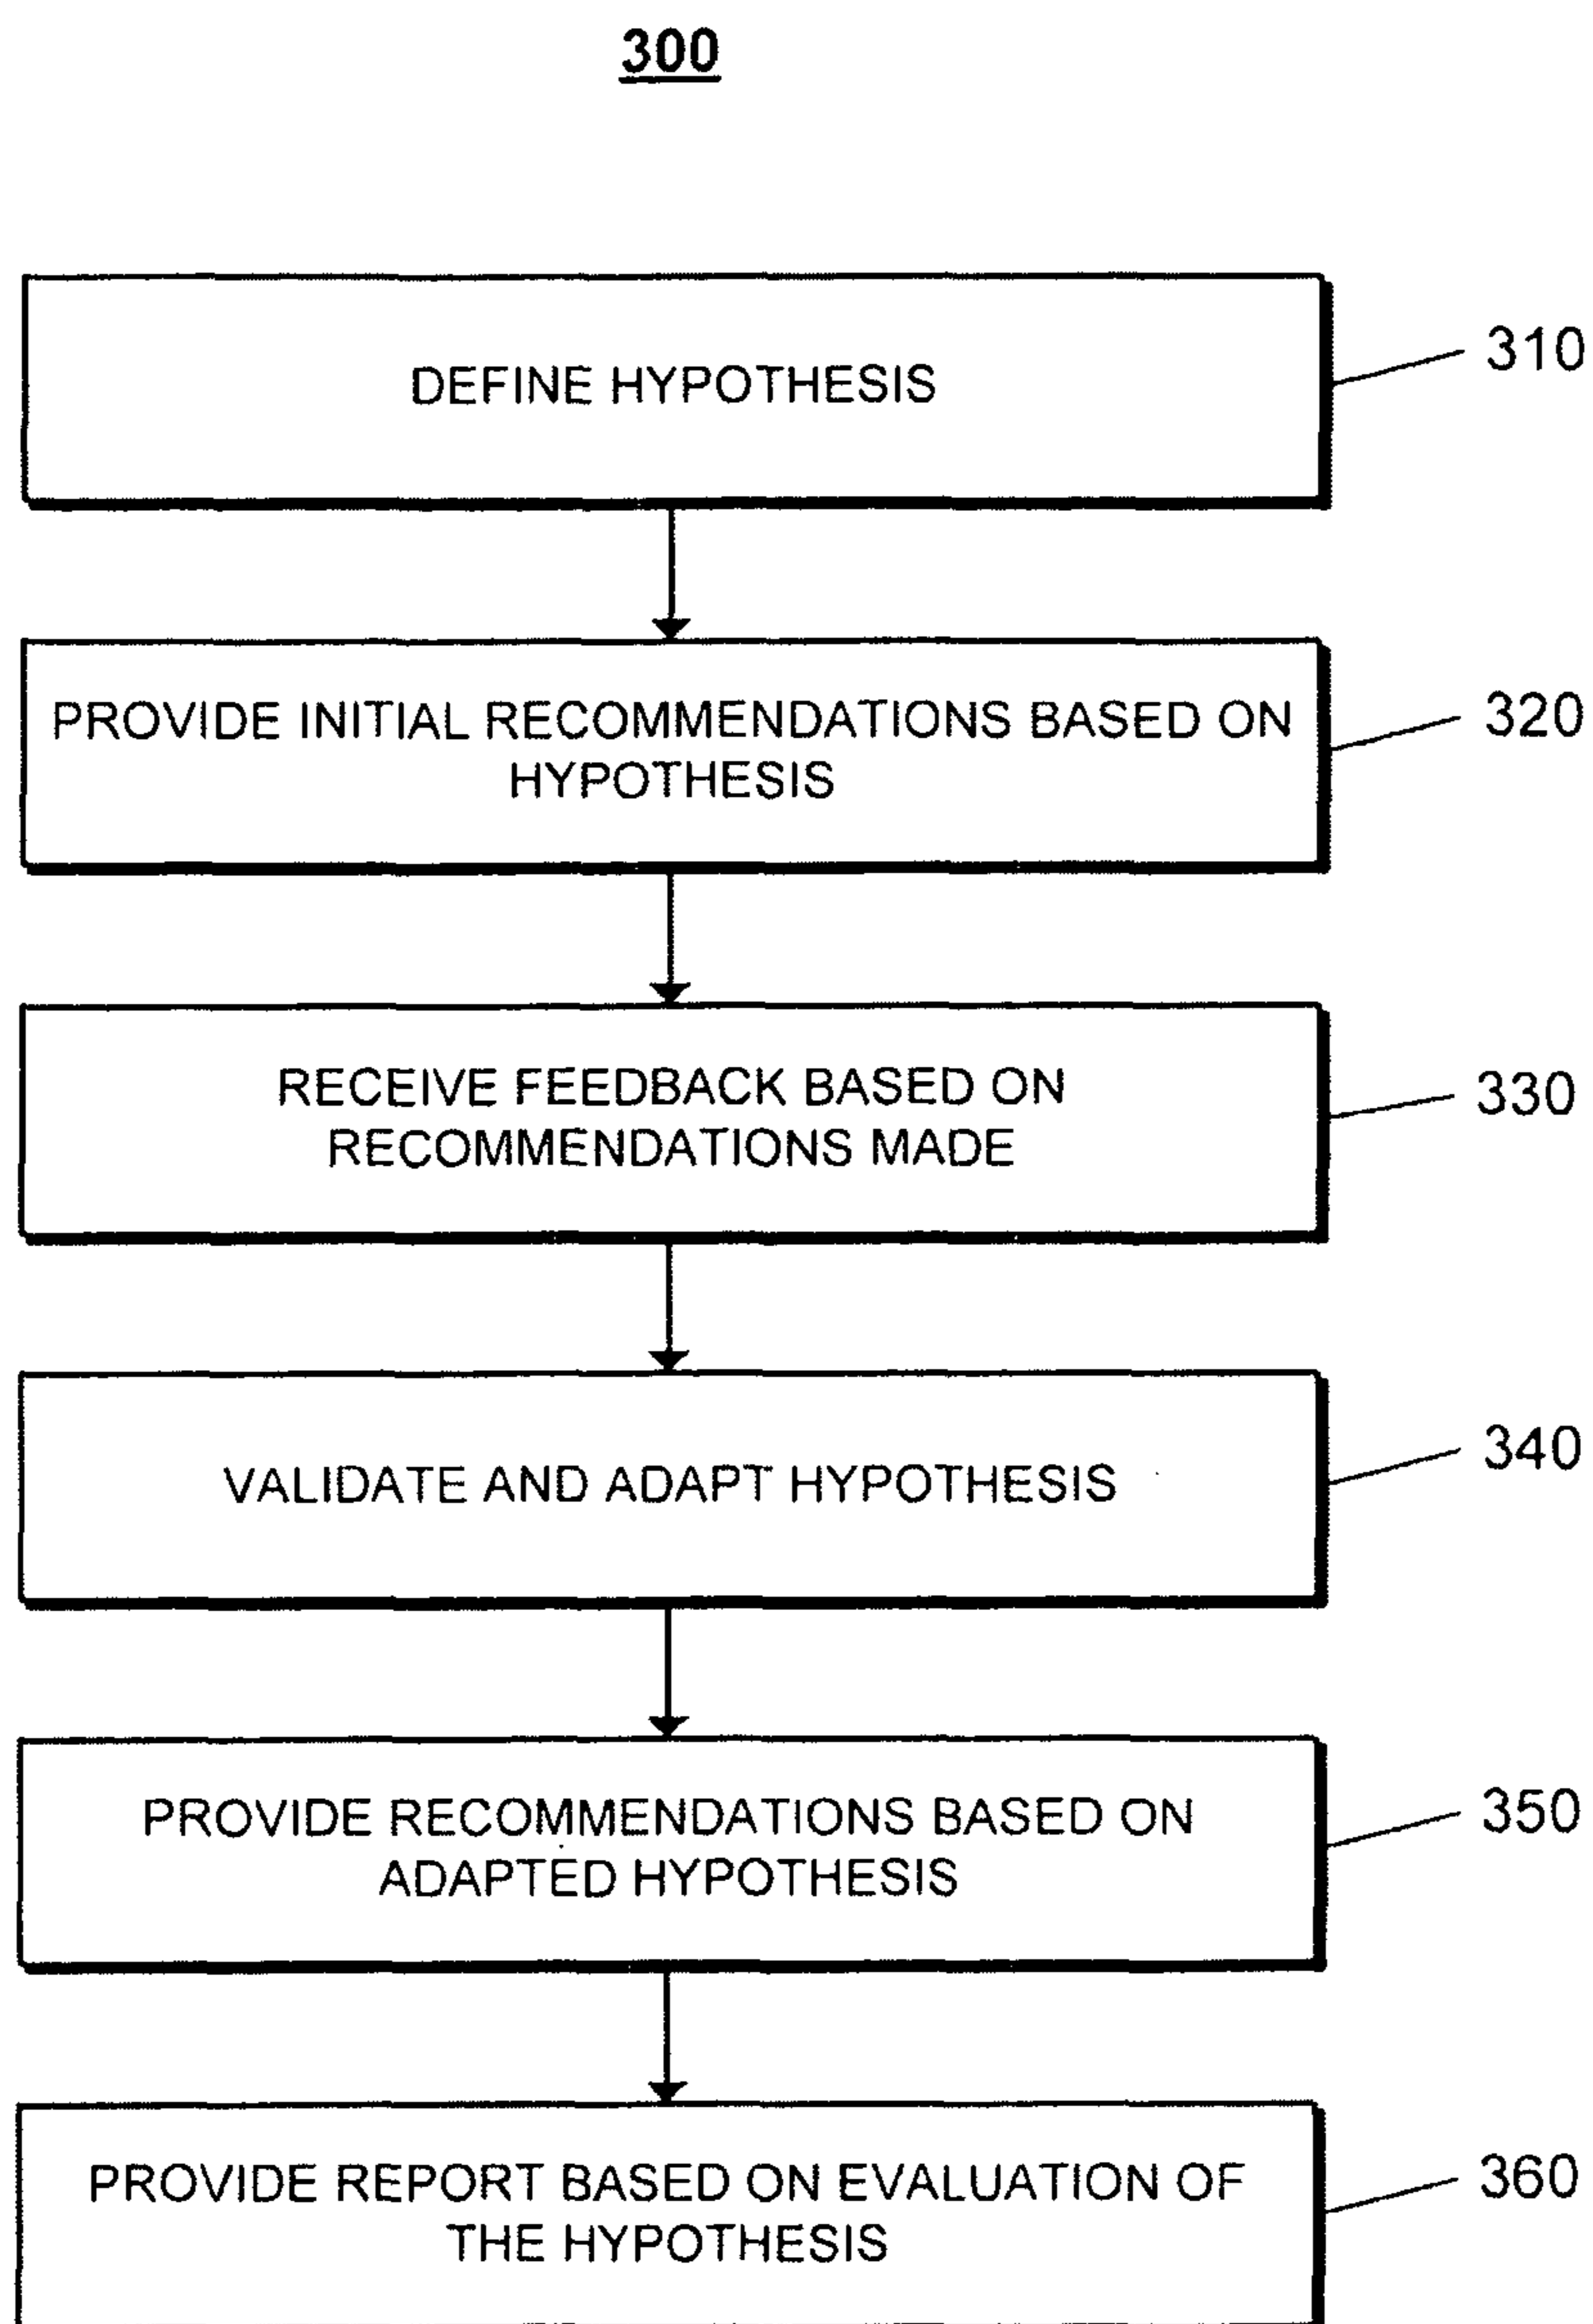 300
DEFINE HYPOTHESIS
310
PROVIDE INITIAL RECOMMENDATIONS BASED ON
HYPOTHESIS
320
RECEIVE FEEDBACK BASED ON
RECOMMENDATIONS MADE
330
VALIDATE AND ADAPT HYPOTHESIS
340
PROVIDE RECOMMENDATIONS BASED ON
ADAPTED HYPOTHESIS
350
PROVIDE REPORT BASED ON EVALUATION OF
THE HYPOTHESIS
360